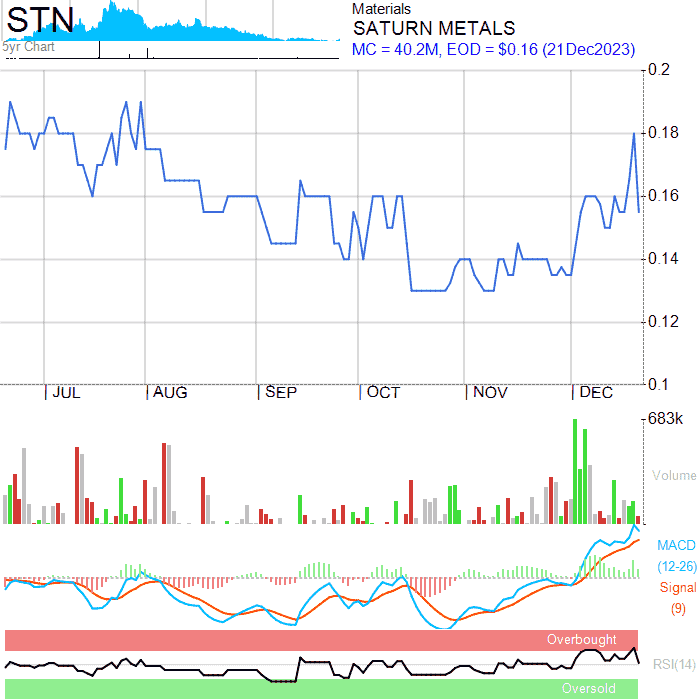 STN
5yr Chart
Materials
SATURN METALS
MC = 40.2M, EOD = $0.16 (21Dec2023)
0.2
0.18
0.16
0.14
0.12
0.1
JUL AUG SEP OCT NOV DEC
683k
Volume
MACD
(12-26)
Signal
(9)
Overbought
RSI(14)
Oversold